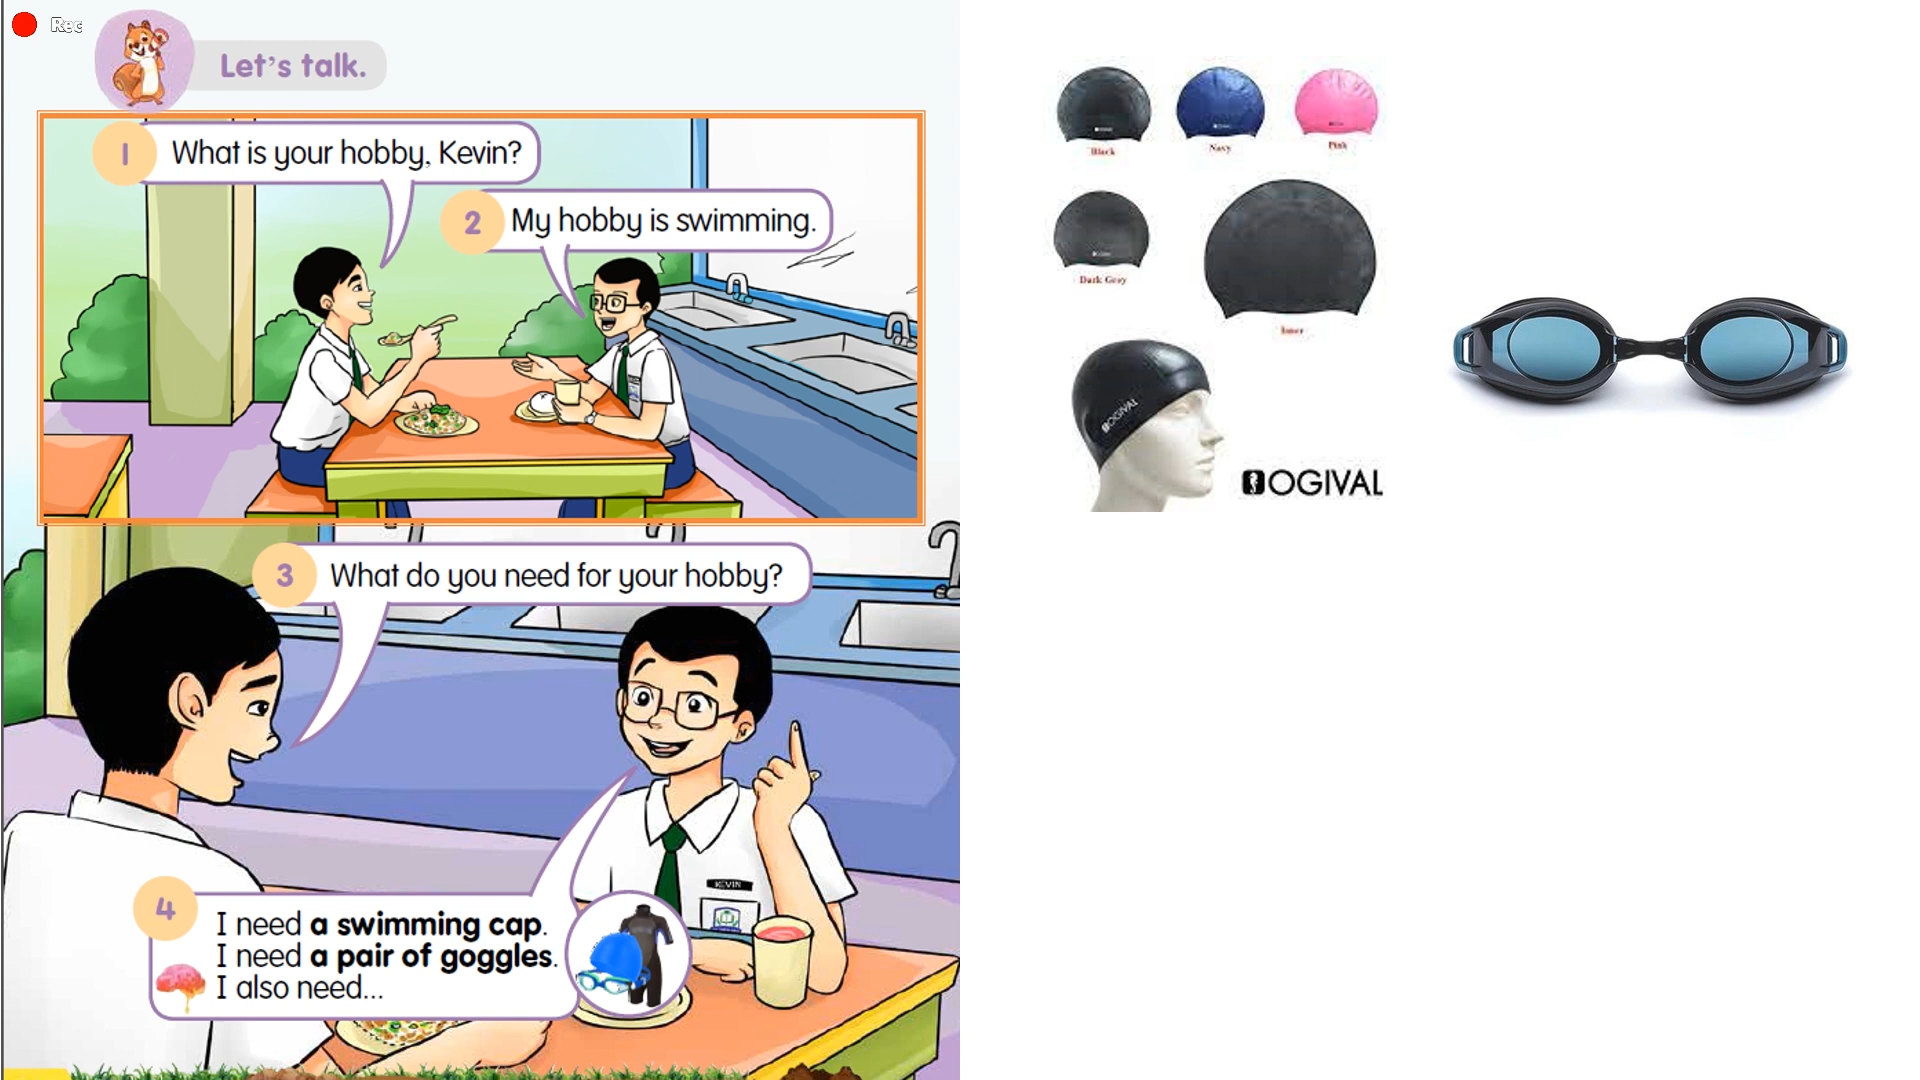 Rec
Let's talk.
1
What is your hobby, Kevin?
2
My hobby is swimming.
3
What do you need for your hobby?
KEVIN
4
I need a swimming cap.
I need a pair of goggles.
I also need...
Black
Navy
Pink
Dark Grey
Inner
OGIVAL
OGIVAL